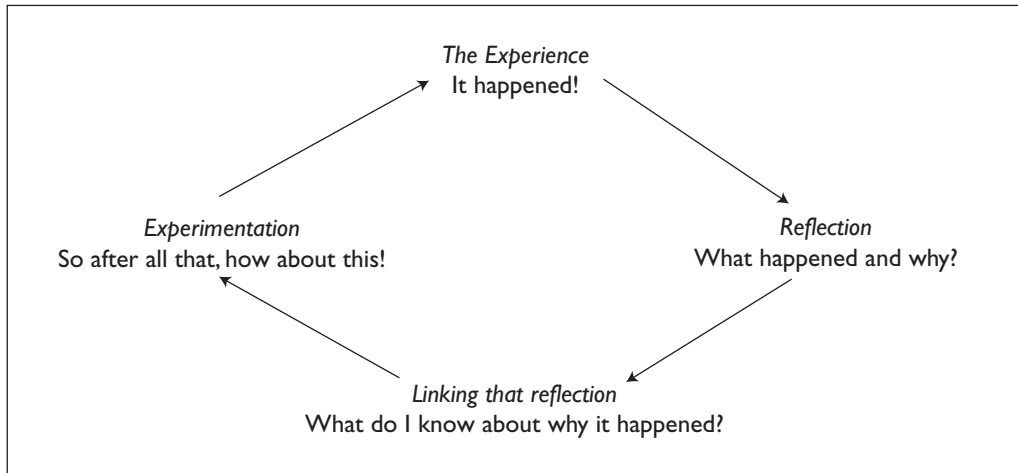 The Experience
It happened!
Experimentation
So after all that, how about this!
Reflection
What happened and why?
Linking that reflection
What do I know about why it happened?